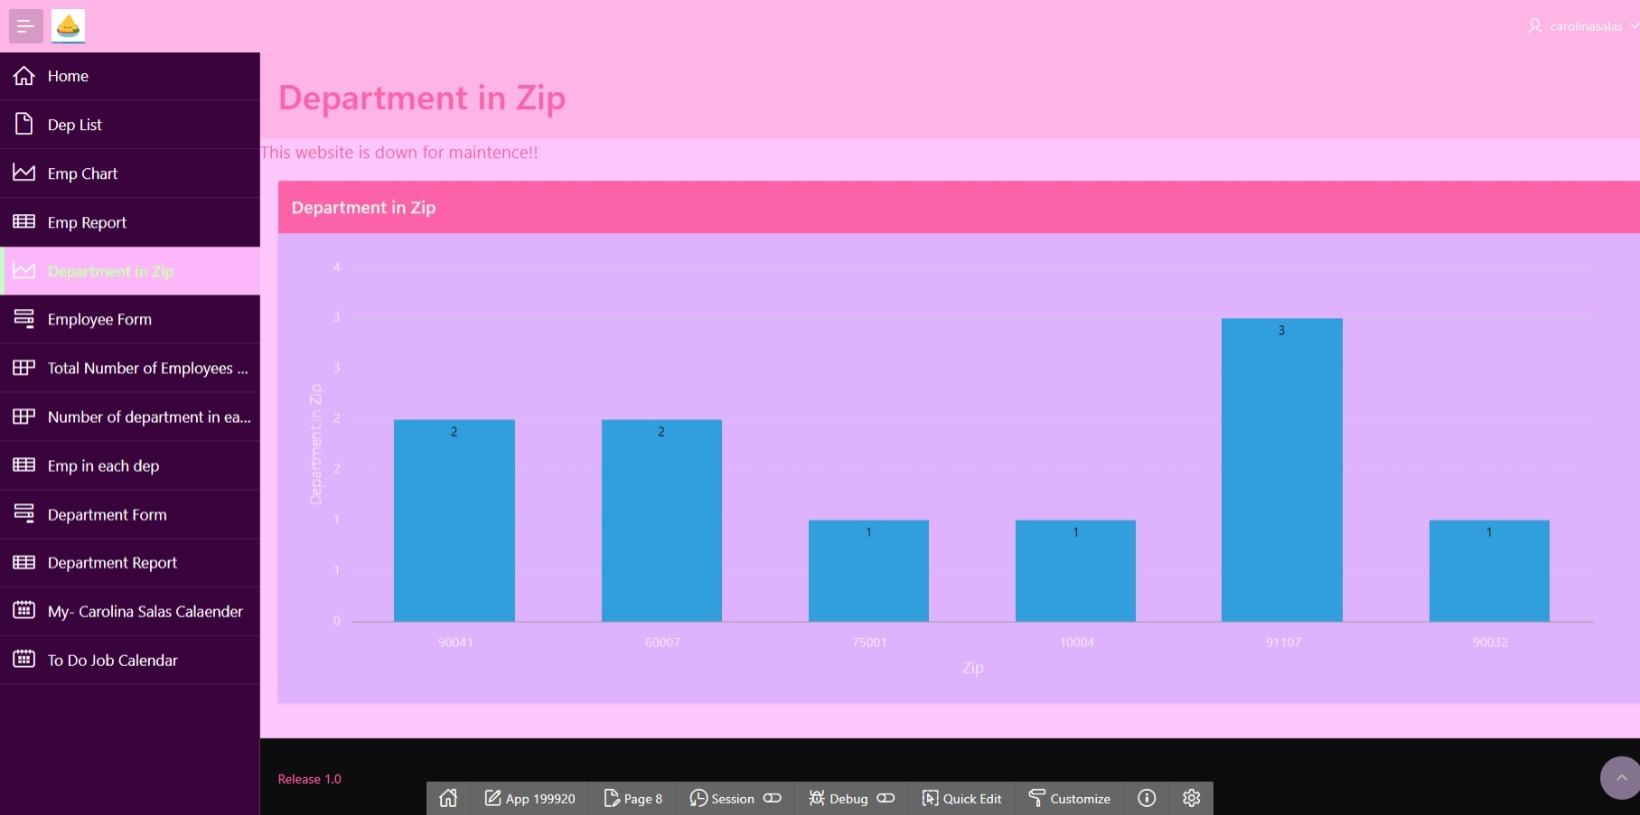 carolinasalas
Home
Dep List
Emp Chart
Emp Report
Department in Zip
Employee Form
Total Number of Employees ...
Number of department in ea...
Emp in each dep
Department Form
Department Report
My- Carolina Salas Calaender
To Do Job Calendar
Department in Zip
This website is down for maintence!!
Department in Zip
Department in Zip
4
3
3
2
2
1
1
0
2
2
1
1
3
1
90041
60007
75001
10004
91107
90032
Zip
Release 1.0
App 199920
Page 8
Session
Debug
Quick Edit
Customize